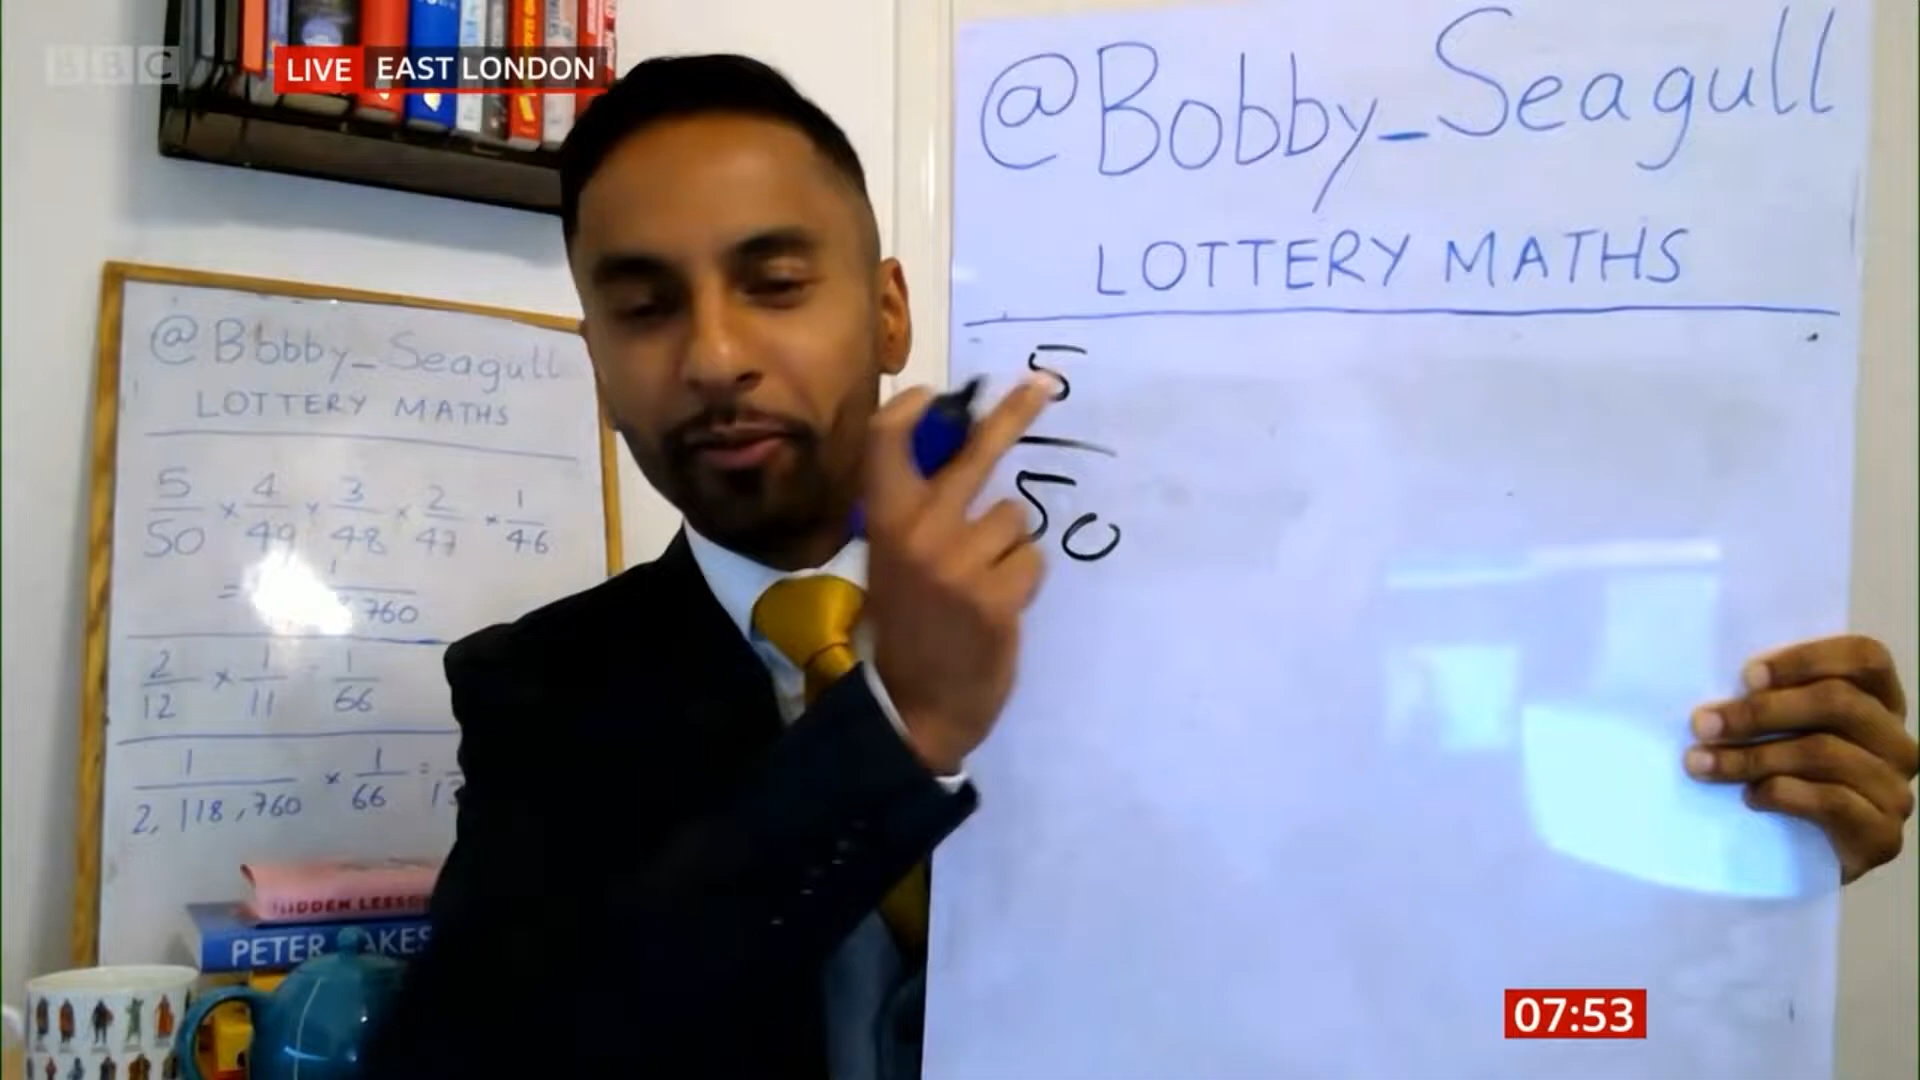 BBC
LIVE EAST LONDON
@Bobby_Seagull
LOTTERY MATHS
5
50
@Bobby_Seagull
LOTTERY MATHS
5/50 × 4/49 × 3/48 × 2/47 × 1/46
= 1/ 760
2/12 × 1/11 = 1/66
1/2,118,760 × 1/66 = 13
HIDDEN
PETER
07:53